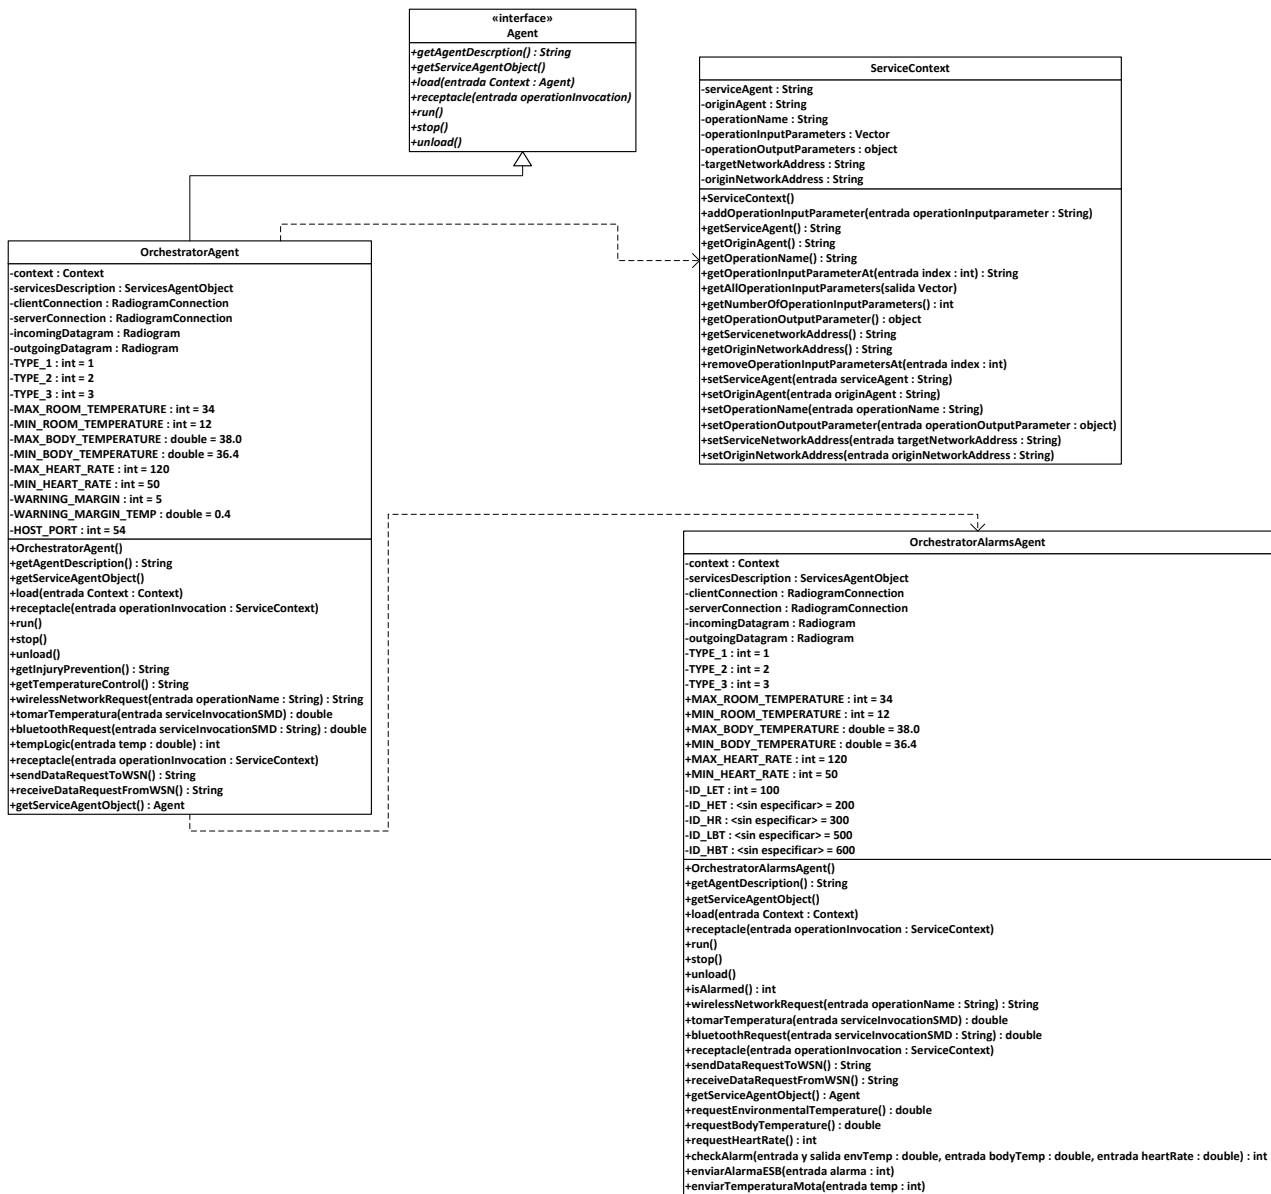 «interface»
Agent
+getAgentDescrption() : String
+getServiceAgentObject()
+load(entrada Context : Agent)
+receptacle(entrada operationInvocation)
+run()
+stop()
+unload()
ServiceContext
-serviceAgent : String
-originAgent : String
-operationName : String
-operationInputParameters : Vector
-operationOutputParameters : object
-targetNetworkAddress : String
-originNetworkAddress : String
+ServiceContext()
+addOperationInputParameter(entrada operationInputparameter : String)
+getServiceAgent() : String
+getOriginAgent() : String
+getOperationName() : String
+getOperationInputParameterAt(entrada index : int) : String
+getAllOperationInputParameters(salida Vector)
+getNumberOfOperationInputParameters() : int
+getOperationOutputParameter() : object
+getServicenetworkAddress() : String
+getOriginNetworkAddress() : String
+removeOperationInputParametersAt(entrada index : int)
+setServiceAgent(entrada serviceAgent : String)
+setOriginAgent(entrada originAgent : String)
+setOperationName(entrada operationName : String)
+setOperationOutpoutParameter(entrada operationOutputParameter : object)
+setServiceNetworkAddress(entrada targetNetworkAddress : String)
+setOriginNetworkAddress(entrada originNetworkAddress : String)
OrchestratorAgent
-context : Context
-servicesDescription : ServicesAgentObject
-clientConnection : RadiogramConnection
-serverConnection : RadiogramConnection
-incomingDatagram : Radiogram
-outgoingDatagram : Radiogram
-TYPE_1 : int = 1
-TYPE_2 : int = 2
-TYPE_3 : int = 3
-MAX_ROOM_TEMPERATURE : int = 34
-MIN_ROOM_TEMPERATURE : int = 12
-MAX_BODY_TEMPERATURE : double = 38.0
-MIN_BODY_TEMPERATURE : double = 36.4
-MAX_HEART_RATE : int = 120
-MIN_HEART_RATE : int = 50
-WARNING_MARGIN : int = 5
-WARNING_MARGIN_TEMP : double = 0.4
-HOST_PORT : int = 54
+OrchestratorAgent()
+getAgentDescription() : String
+getServiceAgentObject()
+load(entrada Context : Context)
+receptacle(entrada operationInvocation : ServiceContext)
+run()
+stop()
+unload()
+getInjuryPrevention() : String
+getTemperatureControl() : String
+wirelessNetworkRequest(entrada operationName : String) : String
+tomarTemperatura(entrada serviceInvocationSMD) : double
+bluetoothRequest(entrada serviceInvocationSMD : String) : double
+tempLogic(entrada temp : double) : int
+receptacle(entrada operationInvocation : ServiceContext)
+sendDataRequestToWSN() : String
+receiveDataRequestFromWSN() : String
+getServiceAgentObject() : Agent
OrchestratorAlarmsAgent
-context : Context
-servicesDescription : ServicesAgentObject
-clientConnection : RadiogramConnection
-serverConnection : RadiogramConnection
-incomingDatagram : Radiogram
-outgoingDatagram : Radiogram
-TYPE_1 : int = 1
-TYPE_2 : int = 2
-TYPE_3 : int = 3
+MAX_ROOM_TEMPERATURE : int = 34
+MIN_ROOM_TEMPERATURE : int = 12
+MAX_BODY_TEMPERATURE : double = 38.0
+MIN_BODY_TEMPERATURE : double = 36.4
+MAX_HEART_RATE : int = 120
+MIN_HEART_RATE : int = 50
-ID_LET : int = 100
-ID_HET : <sin especificar> = 200
-ID_HR : <sin especificar> = 300
-ID_LBT : <sin especificar> = 500
-ID_HBT : <sin especificar> = 600
+OrchestratorAlarmsAgent()
+getAgentDescription() : String
+getServiceAgentObject()
+load(entrada Context : Context)
+receptacle(entrada operationInvocation : ServiceContext)
+run()
+stop()
+unload()
+isAlarmed() : int
+wirelessNetworkRequest(entrada operationName : String) : String
+tomarTemperatura(entrada serviceInvocationSMD) : double
+bluetoothRequest(entrada serviceInvocationSMD : String) : double
+receptacle(entrada operationInvocation : ServiceContext)
+sendDataRequestToWSN() : String
+receiveDataRequestFromWSN() : String
+getServiceAgentObject() : Agent
+requestEnvironmentalTemperature() : double
+requestBodyTemperature() : double
+requestHeartRate() : int
+checkAlarm(entrada y salida envTemp : double, entrada bodyTemp : double, entrada heartRate : double) : int
+enviarAlarmaESB(entrada alarma : int)
+enviarTemperaturaMota(entrada temp : int)